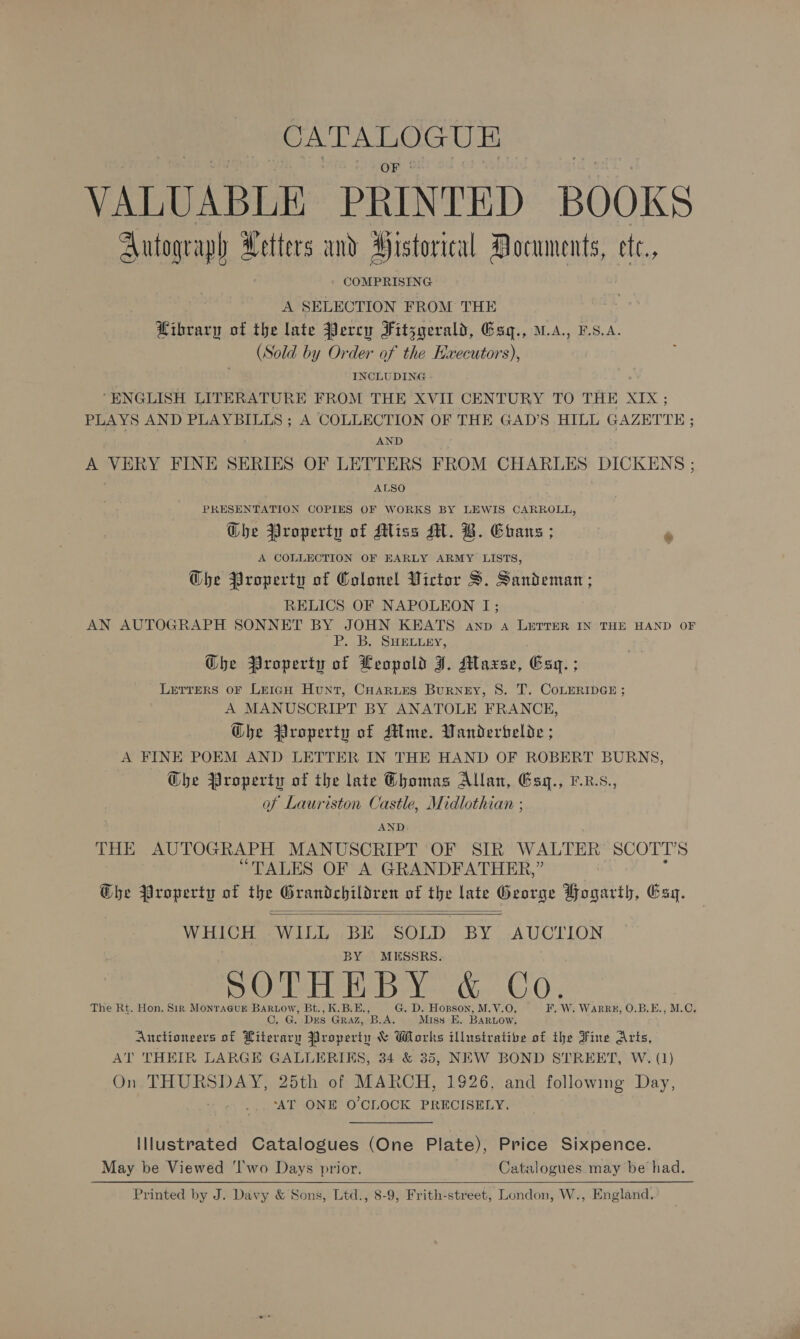 CATALOGUE
OF
VALUABLE PRINTED BOOKS
Autograph Letters and Historical Documents, etc.,
COMPRISING
A SELECTION FROM THE
Library of the late Percy Fitzgerald, Esq., M.A., F.S.A.
(Sold by Order of the Executors),
INCLUDING
ENGLISH LITERATURE FROM THE XVII CENTURY TO THE XIX;
PLAYS AND PLAYBILLS; A COLLECTION OF THE GAD'S HILL GAZETTE;
AND
A VERY FINE SERIES OF LETTERS FROM CHARLES DICKENS;
ALSO
PRESENTATION COPIES OF WORKS BY LEWIS CARROLL,
The Property of Miss M. B. Evans;
A COLLECTION OF EARLY ARMY LISTS,
The Property of Colonel Victor S. Sandeman;
RELICS OF NAPOLEON I;
AN AUTOGRAPH SONNET BY JOHN KEATS AND A LETTER IN THE HAND OF
P. B. SHELLEY,
The Property of Leopold J. Maxse, Esq.;
LETTERS OF LEIGH HUNT, CHARLES BURNEY, S. T. COLERIDGE;
A MANUSCRIPT BY ANATOLE FRANCE,
The Property of Mme. Vandervelde;
A FINE POEM AND LETTER IN THE HAND OF ROBERT BURNS,
The Property of the late Thomas Allan, Esq., F.R.S.,
of Lauriston Castle, Midlothian;
AND
THE AUTOGRAPH MANUSCRIPT OF SIR WALTER SCOTT'S
"TALES OF A GRANDFATHER,"
The Property of the Grandchildren of the late George Hogarth, Esq.
WHICH WILL BE SOLD BY AUCTION
BY MESSRS.
SOTHEBY & CO.
The Rt. Hon. SIR MONTAGUE BARLOW, Bt., K.B.E., G. D. HOBSON, M.V.O. F. W. WARRE, O.B.E., M.C.
C. G. DES GRAZ, B.A. MISS E. BARLOW.
Auctioneers of Literary Property & Works illustrative of the Fine Arts,
AT THEIR LARGE GALLERIES, 34 & 35, NEW BOND STREET, W. (1)
On THURSDAY, 25th of MARCH, 1926, and following Day,
AT ONE O'CLOCK PRECISELY.
Illustrated Catalogues (One Plate), Price Sixpence.
May be Viewed Two Days prior. Catalogues may be had.
Printed by J. Davy & Sons, Ltd., 8-9, Frith-street, London, W., England.